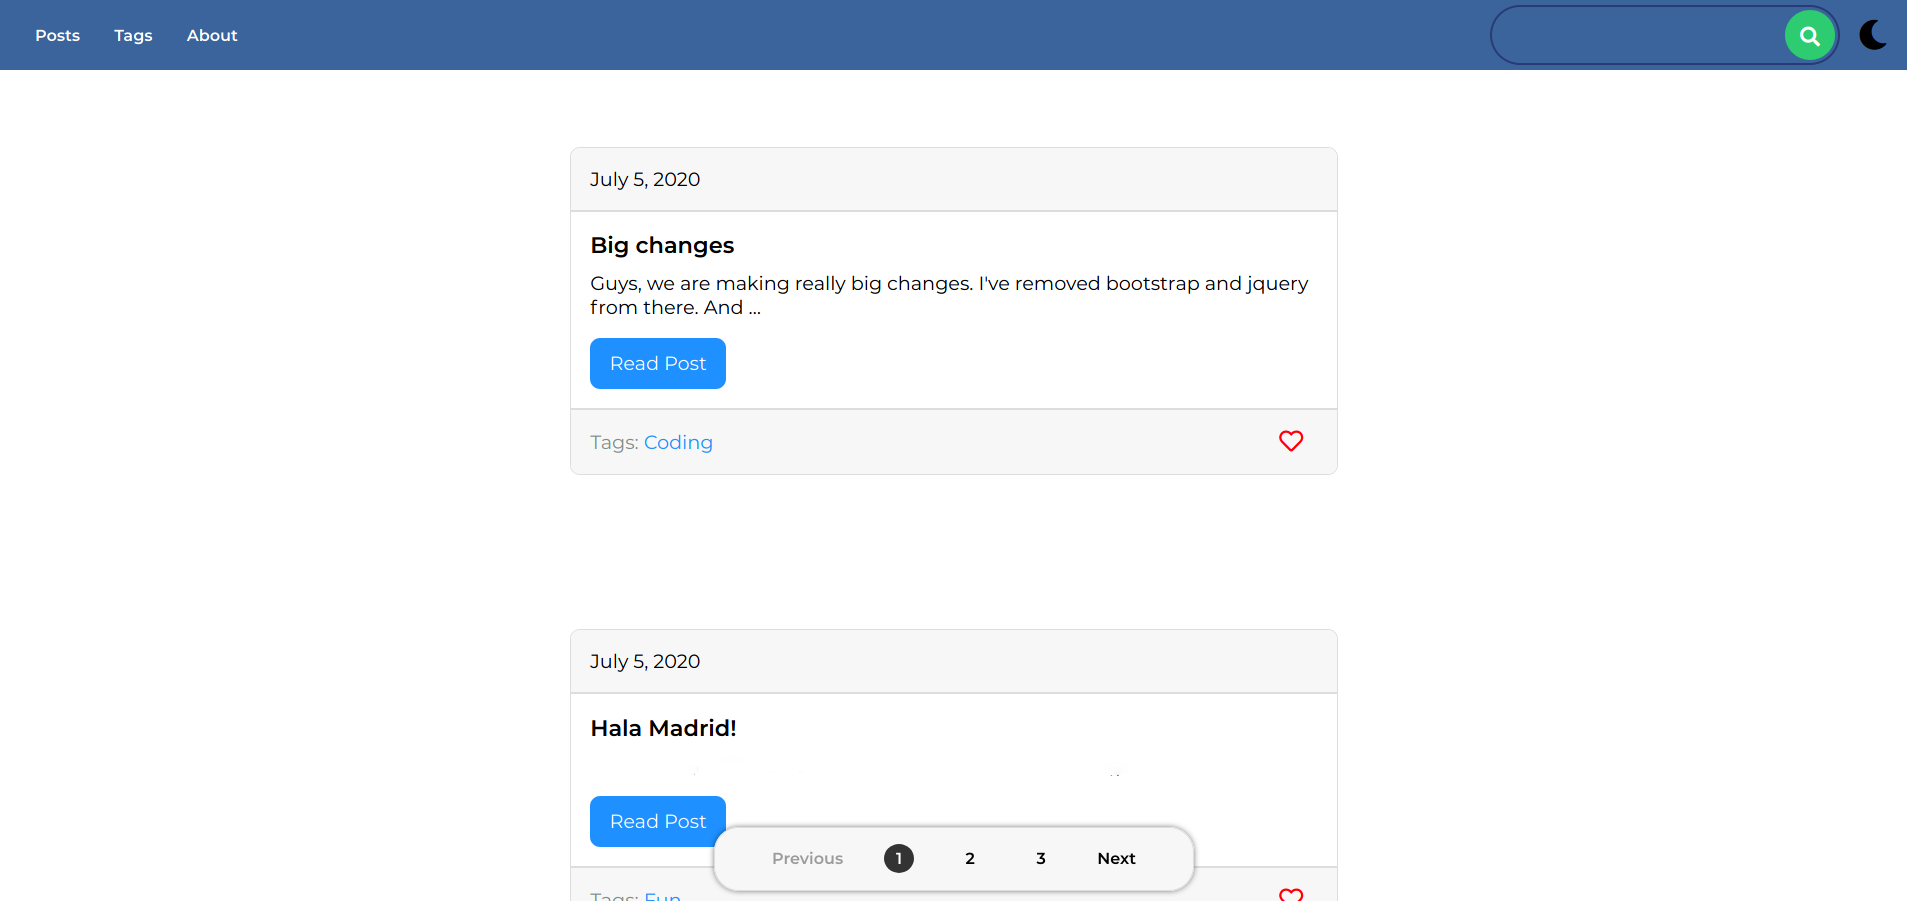 Posts Tags About
July 5, 2020
Big changes
Guys, we are making really big changes. I've removed bootstrap and jquery
from there. And ...
Read Post
Tags: Coding
July 5, 2020
Hala Madrid!
Read Post
Previous 1 2 3 Next
Tags: Fun